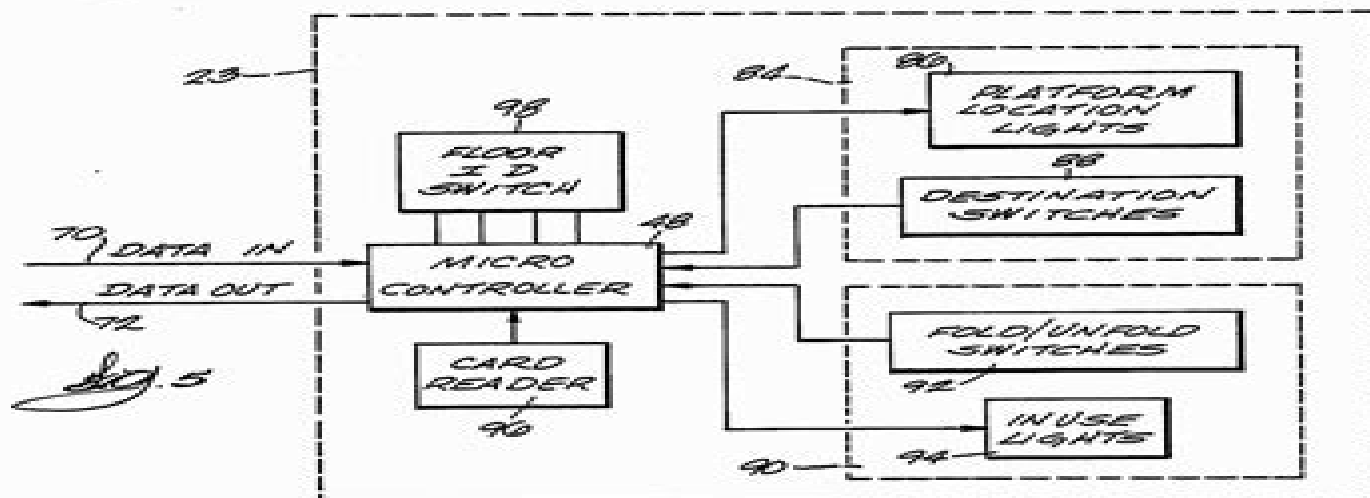 23
84
86
PLATFORM
LOCATION
LIGHTS
98
FLOOR
I D
SWITCH
88
DESTINATION
SWITCHES
48
70
DATA IN
MICRO
CONTROLLER
DATA OUT
72
FOLD/UNFOLD
SWITCHES
92
CARD
READER
96
IN USE
LIGHTS
94
90
Fig. 5